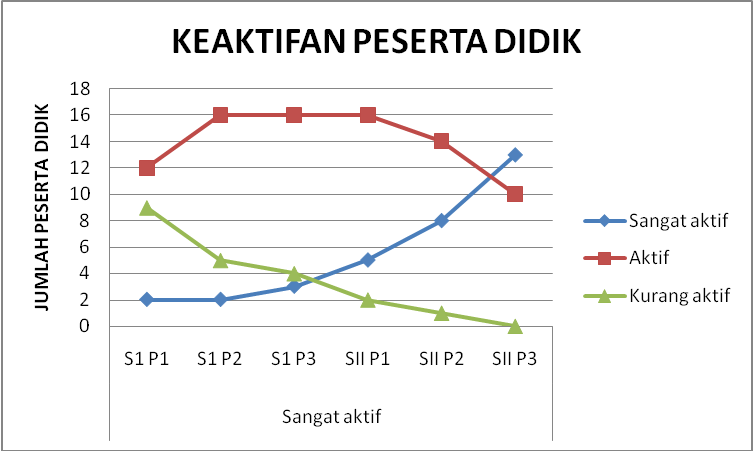 KEAKTIFAN PESERTA DIDIK
JUMLAH PESERTA DIDIK
18
16
14
12
10
8
6
4
2
0
S1 P1 S1 P2 S1 P3 SII P1 SII P2 SII P3
Sangat aktif
Sangat aktif
Aktif
Kurang aktif